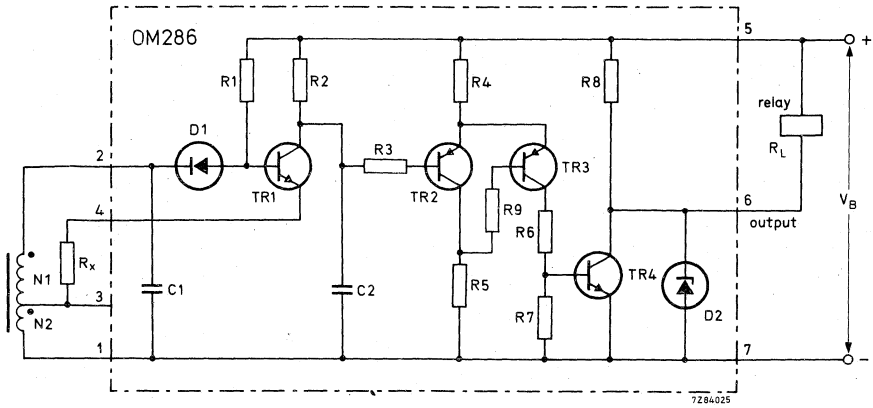 OM286
5
+
R1
R2
R4
R8
relay
D1
R3
R_L
2
TR1
TR2
TR3
R9
V_B
4
6
output
R_x
R6
N1
C1
C2
R5
TR4
3
R7
D2
N2
1
7
-
7Z84025